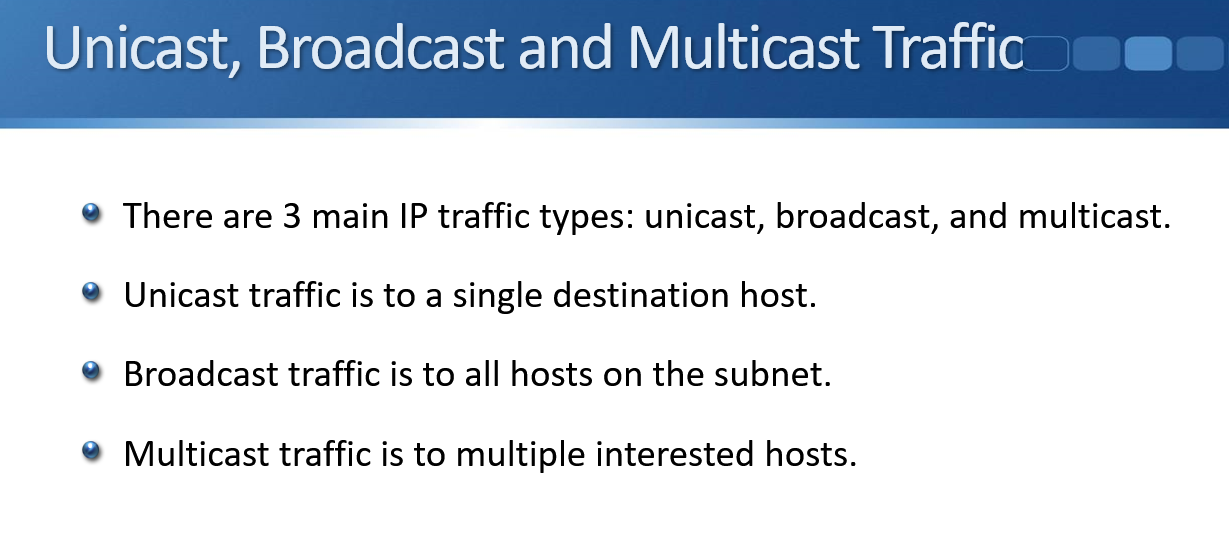 Unicast, Broadcast and Multicast Traffic
There are 3 main IP traffic types: unicast, broadcast, and multicast.
Unicast traffic is to a single destination host.
Broadcast traffic is to all hosts on the subnet.
Multicast traffic is to multiple interested hosts.